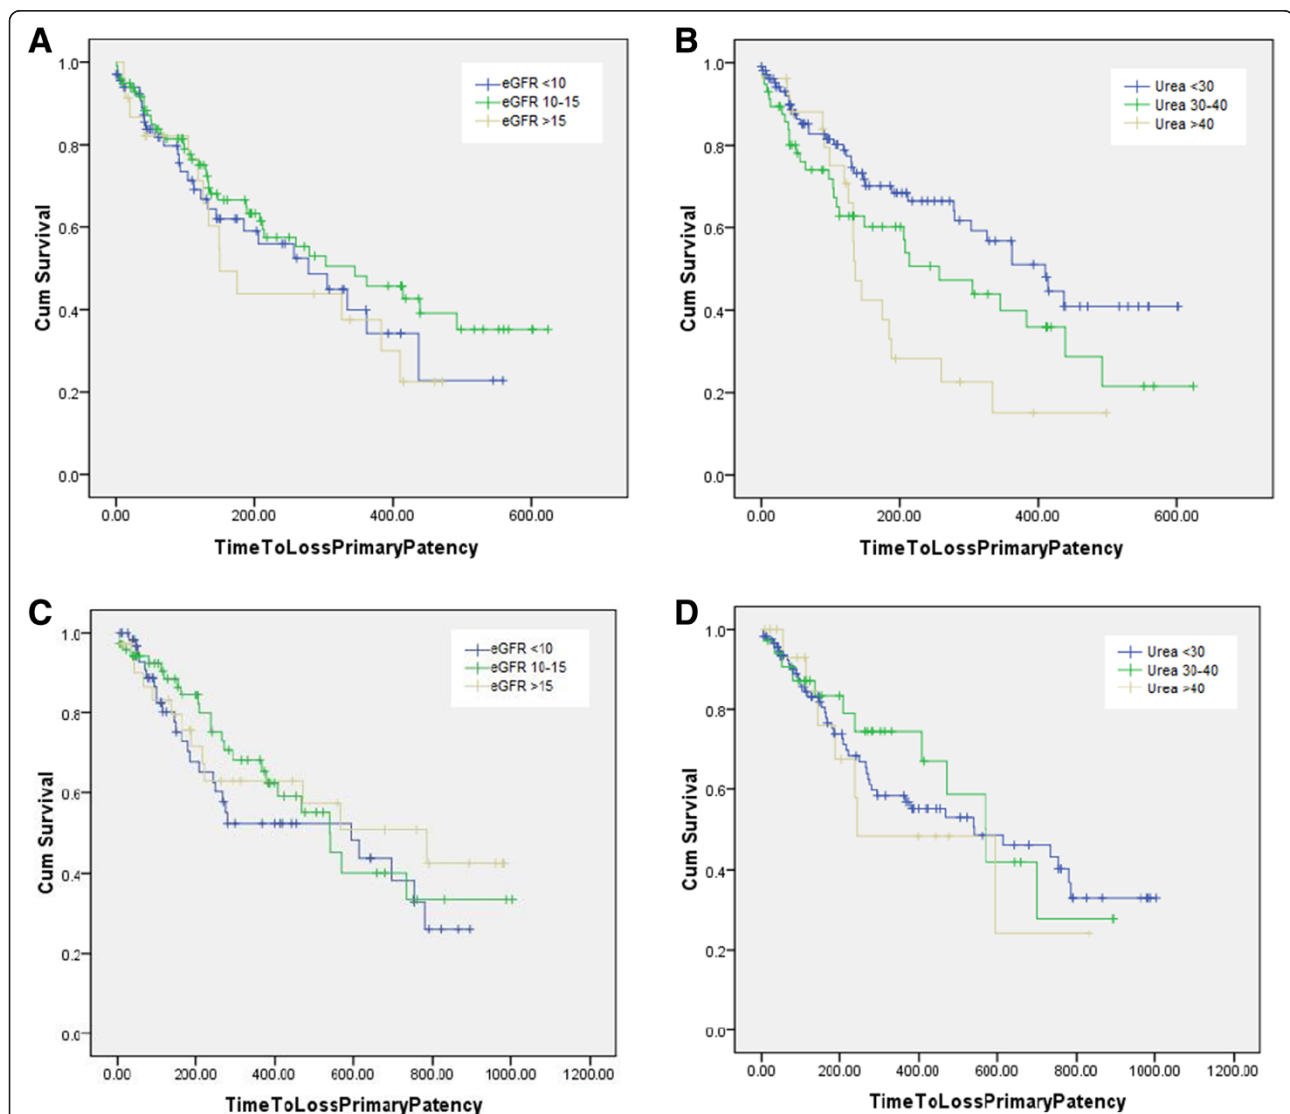 A
1.0
0.8
0.6
0.4
0.2
0.0
Cum Survival
eGFR <10
eGFR 10-15
eGFR >15
0.00 200.00 400.00 600.00
TimeToLossPrimaryPatency
B
1.0
0.8
0.6
0.4
0.2
0.0
Cum Survival
Urea <30
Urea 30-40
Urea >40
0.00 200.00 400.00 600.00
TimeToLossPrimaryPatency
C
1.0
0.8
0.6
0.4
0.2
0.0
Cum Survival
eGFR <10
eGFR 10-15
eGFR >15
0.00 200.00 400.00 600.00 800.00 1000.00 1200.00
TimeToLossPrimaryPatency
D
1.0
0.8
0.6
0.4
0.2
0.0
Cum Survival
Urea <30
Urea 30-40
Urea >40
0.00 200.00 400.00 600.00 800.00 1000.00 1200.00
TimeToLossPrimaryPatency